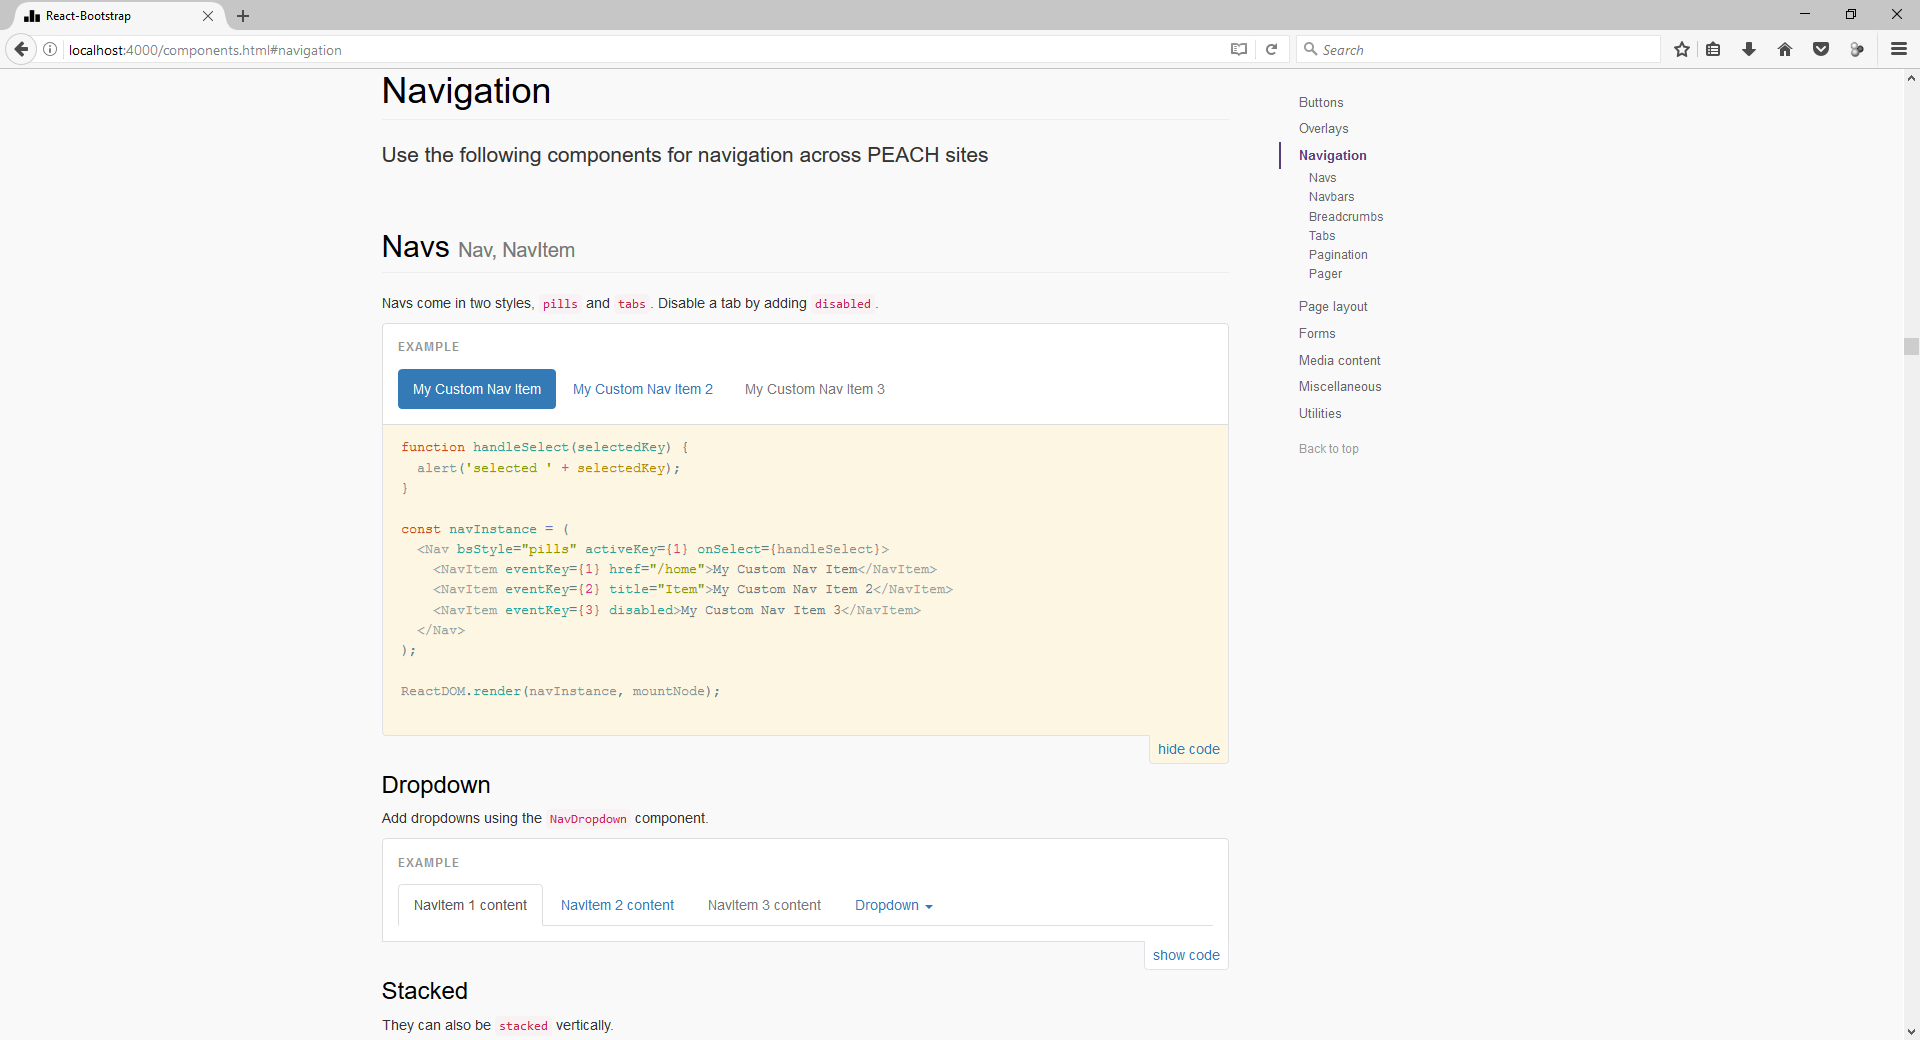 React-Bootstrap
localhost:4000/components.html#navigation
Search
Navigation
Use the following components for navigation across PEACH sites
Navs Nav, NavItem
Navs come in two styles, pills and tabs. Disable a tab by adding disabled.
EXAMPLE
My Custom Nav Item My Custom Nav Item 2 My Custom Nav Item 3
function handleSelect(selectedKey) {
  alert('selected ' + selectedKey);
}
const navInstance = (
  <Nav bsStyle="pills" activeKey={1} onSelect={handleSelect}>
    <NavItem eventKey={1} href="/home">My Custom Nav Item</NavItem>
    <NavItem eventKey={2} title="Item">My Custom Nav Item 2</NavItem>
    <NavItem eventKey={3} disabled>My Custom Nav Item 3</NavItem>
  </Nav>
);
ReactDOM.render(navInstance, mountNode);
hide code
Dropdown
Add dropdowns using the NavDropdown component.
EXAMPLE
NavItem 1 content NavItem 2 content NavItem 3 content Dropdown
show code
Stacked
They can also be stacked vertically.
Buttons
Overlays
Navigation
Navs
Navbars
Breadcrumbs
Tabs
Pagination
Pager
Page layout
Forms
Media content
Miscellaneous
Utilities
Back to top